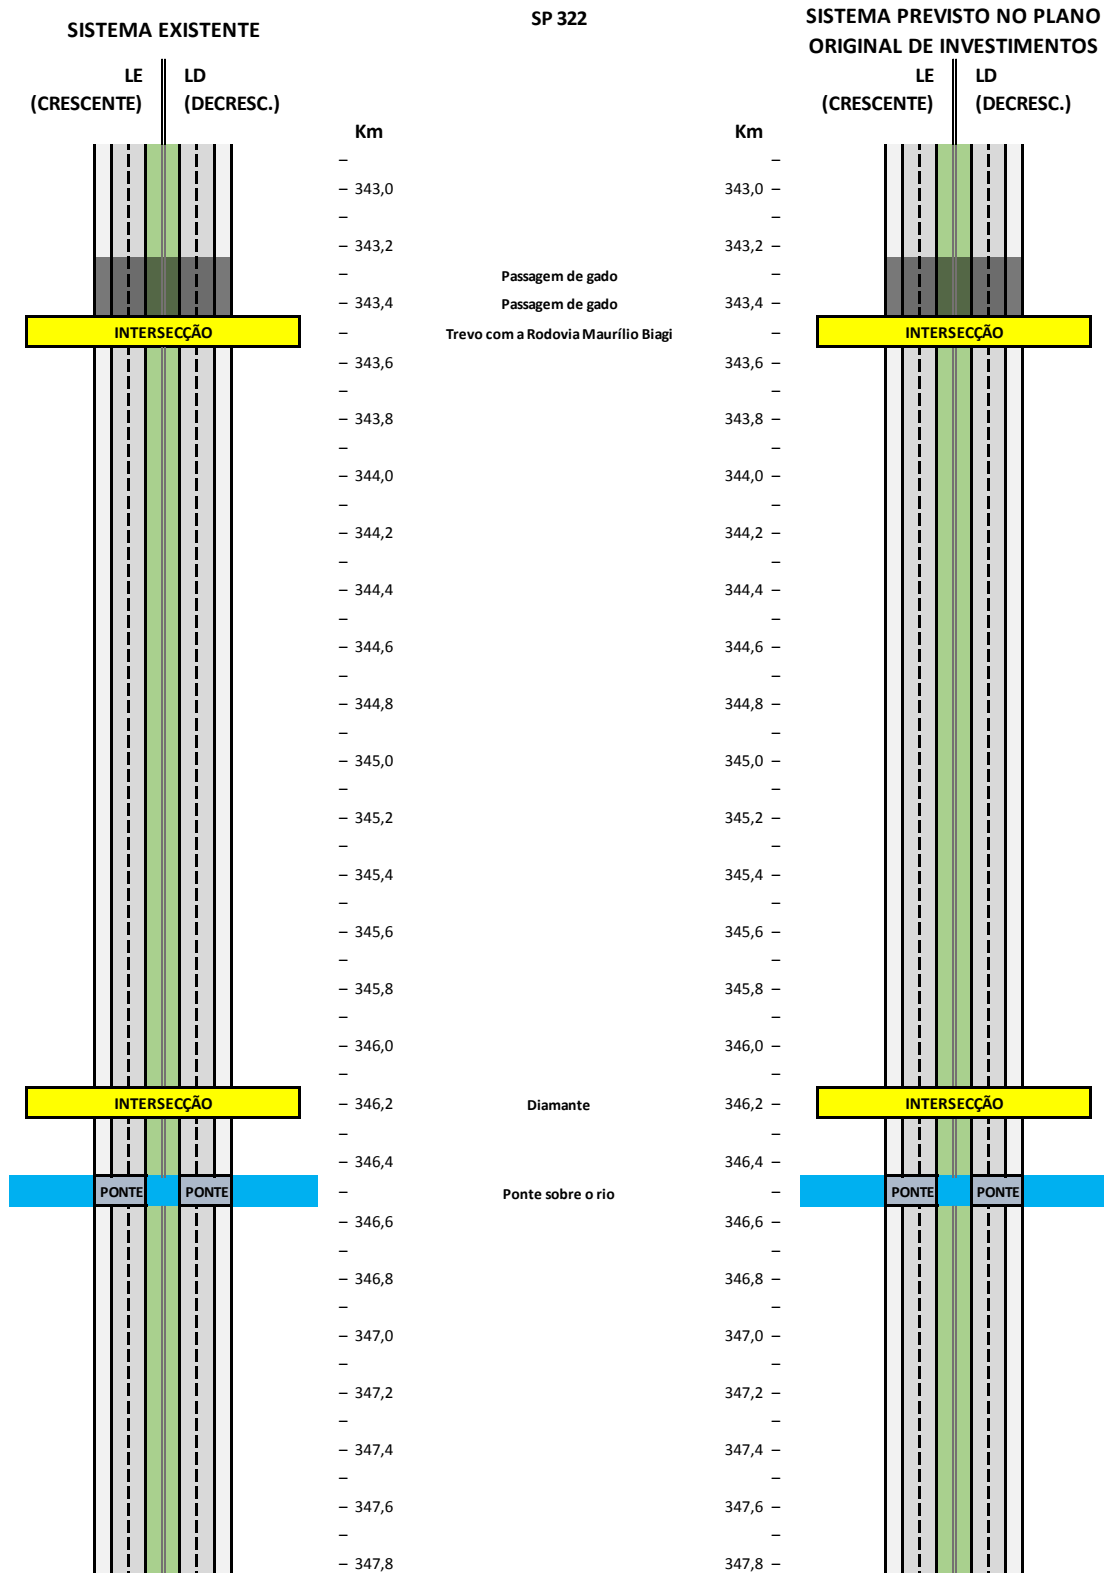 SISTEMA EXISTENTE
SP 322
SISTEMA PREVISTO NO PLANO
ORIGINAL DE INVESTIMENTOS
LE LD
(CRESCENTE) (DECRESC.)
LE LD
(CRESCENTE) (DECRESC.)
Km Km
–  –
– 343,0 343,0 –
–  –
– 343,2 343,2 –
– Passagem de gado –
– 343,4 Passagem de gado 343,4 –
INTERSECÇÃO – Trevo com a Rodovia Maurílio Biagi – INTERSECÇÃO
– 343,6 343,6 –
–  –
– 343,8 343,8 –
–  –
– 344,0 344,0 –
–  –
– 344,2 344,2 –
–  –
– 344,4 344,4 –
–  –
– 344,6 344,6 –
–  –
– 344,8 344,8 –
–  –
– 345,0 345,0 –
–  –
– 345,2 345,2 –
–  –
– 345,4 345,4 –
–  –
– 345,6 345,6 –
–  –
– 345,8 345,8 –
–  –
– 346,0 346,0 –
–  –
INTERSECÇÃO – 346,2 Diamante 346,2 – INTERSECÇÃO
–  –
– 346,4 346,4 –
PONTE PONTE – Ponte sobre o rio – PONTE PONTE
– 346,6 346,6 –
–  –
– 346,8 346,8 –
–  –
– 347,0 347,0 –
–  –
– 347,2 347,2 –
–  –
– 347,4 347,4 –
–  –
– 347,6 347,6 –
–  –
– 347,8 347,8 –